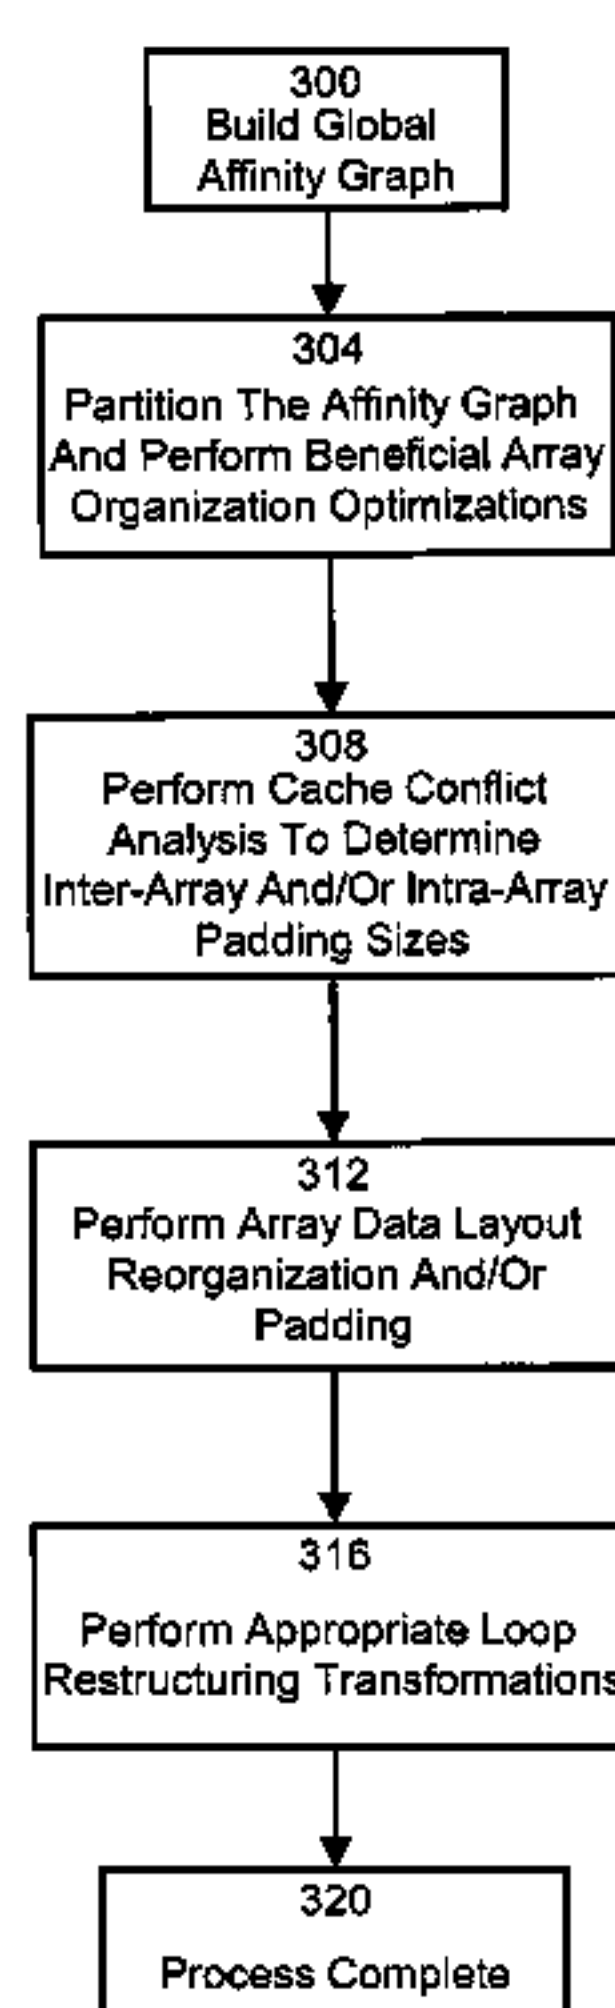 300
Build Global
Affinity Graph
304
Partition The Affinity Graph
And Perform Beneficial Array
Organization Optimizations
308
Perform Cache Conflict
Analysis To Determine
Inter-Array And/Or Intra-Array
Padding Sizes
312
Perform Array Data Layout
Reorganization And/Or
Padding
316
Perform Appropriate Loop
Restructuring Transformations
320
Process Complete